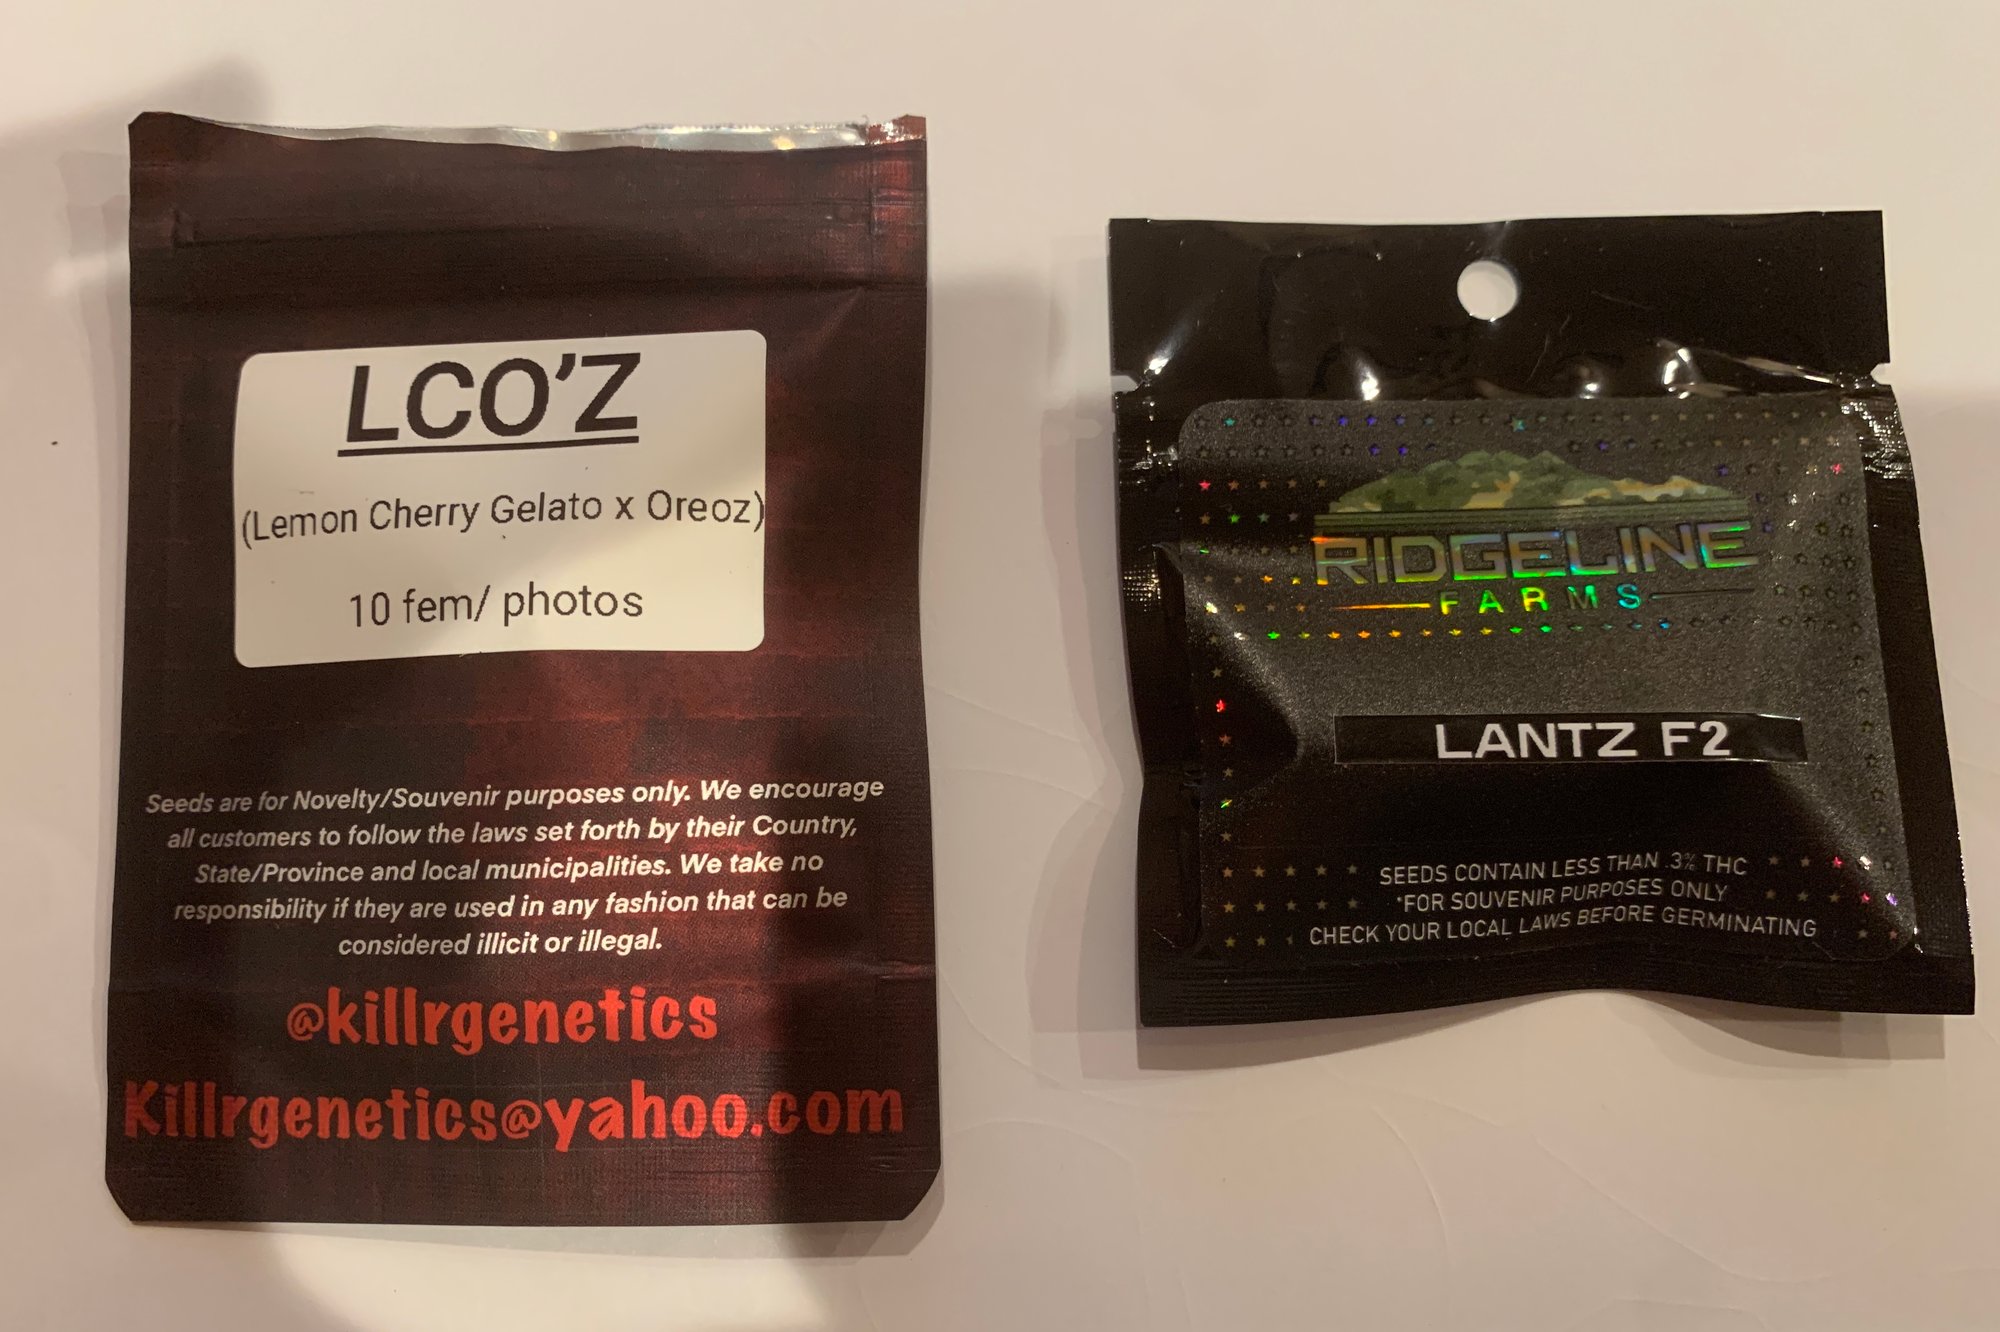 LCO'Z
(Lemon Cherry Gelato x Oreoz)
10 fem/ photos
Seeds are for Novelty/Souvenir purposes only. We encourage
all customers to follow the laws set forth by their Country,
State/Province and local municipalities. We take no
responsibility if they are used in any fashion that can be
considered illicit or illegal.
@killrgenetics
Killrgenetics@yahoo.com
RIDGELINE
FARMS
LANTZ F2
SEEDS CONTAIN LESS THAN .3% THC
*FOR SOUVENIR PURPOSES ONLY
CHECK YOUR LOCAL LAWS BEFORE GERMINATING